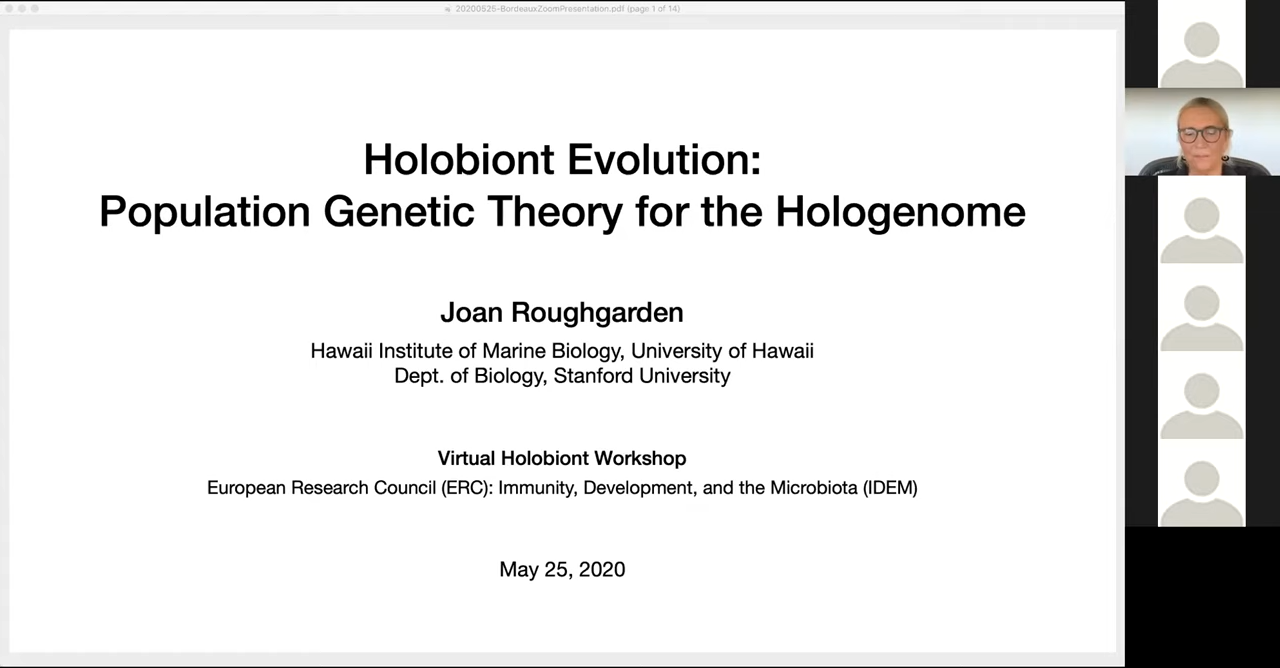 20200525-BordeauxZoomPresentation.pdf (page 1 of 14)
Holobiont Evolution:
Population Genetic Theory for the Hologenome
Joan Roughgarden
Hawaii Institute of Marine Biology, University of Hawaii
Dept. of Biology, Stanford University
Virtual Holobiont Workshop
European Research Council (ERC): Immunity, Development, and the Microbiota (IDEM)
May 25, 2020